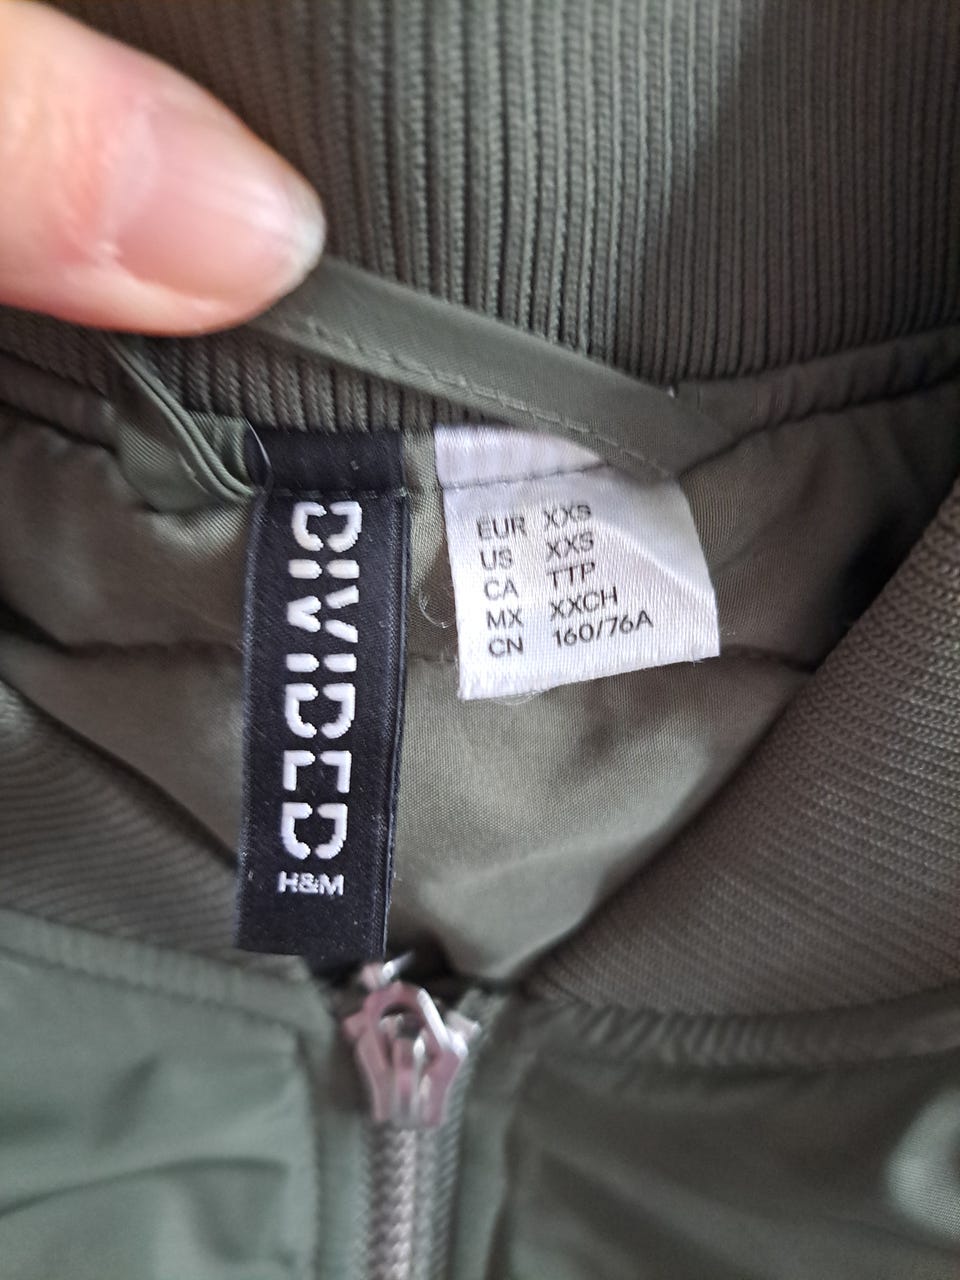 DIVIDED
H&M
EUR XXS
US XXS
CA TTP
MX XXCH
CN 160/76A